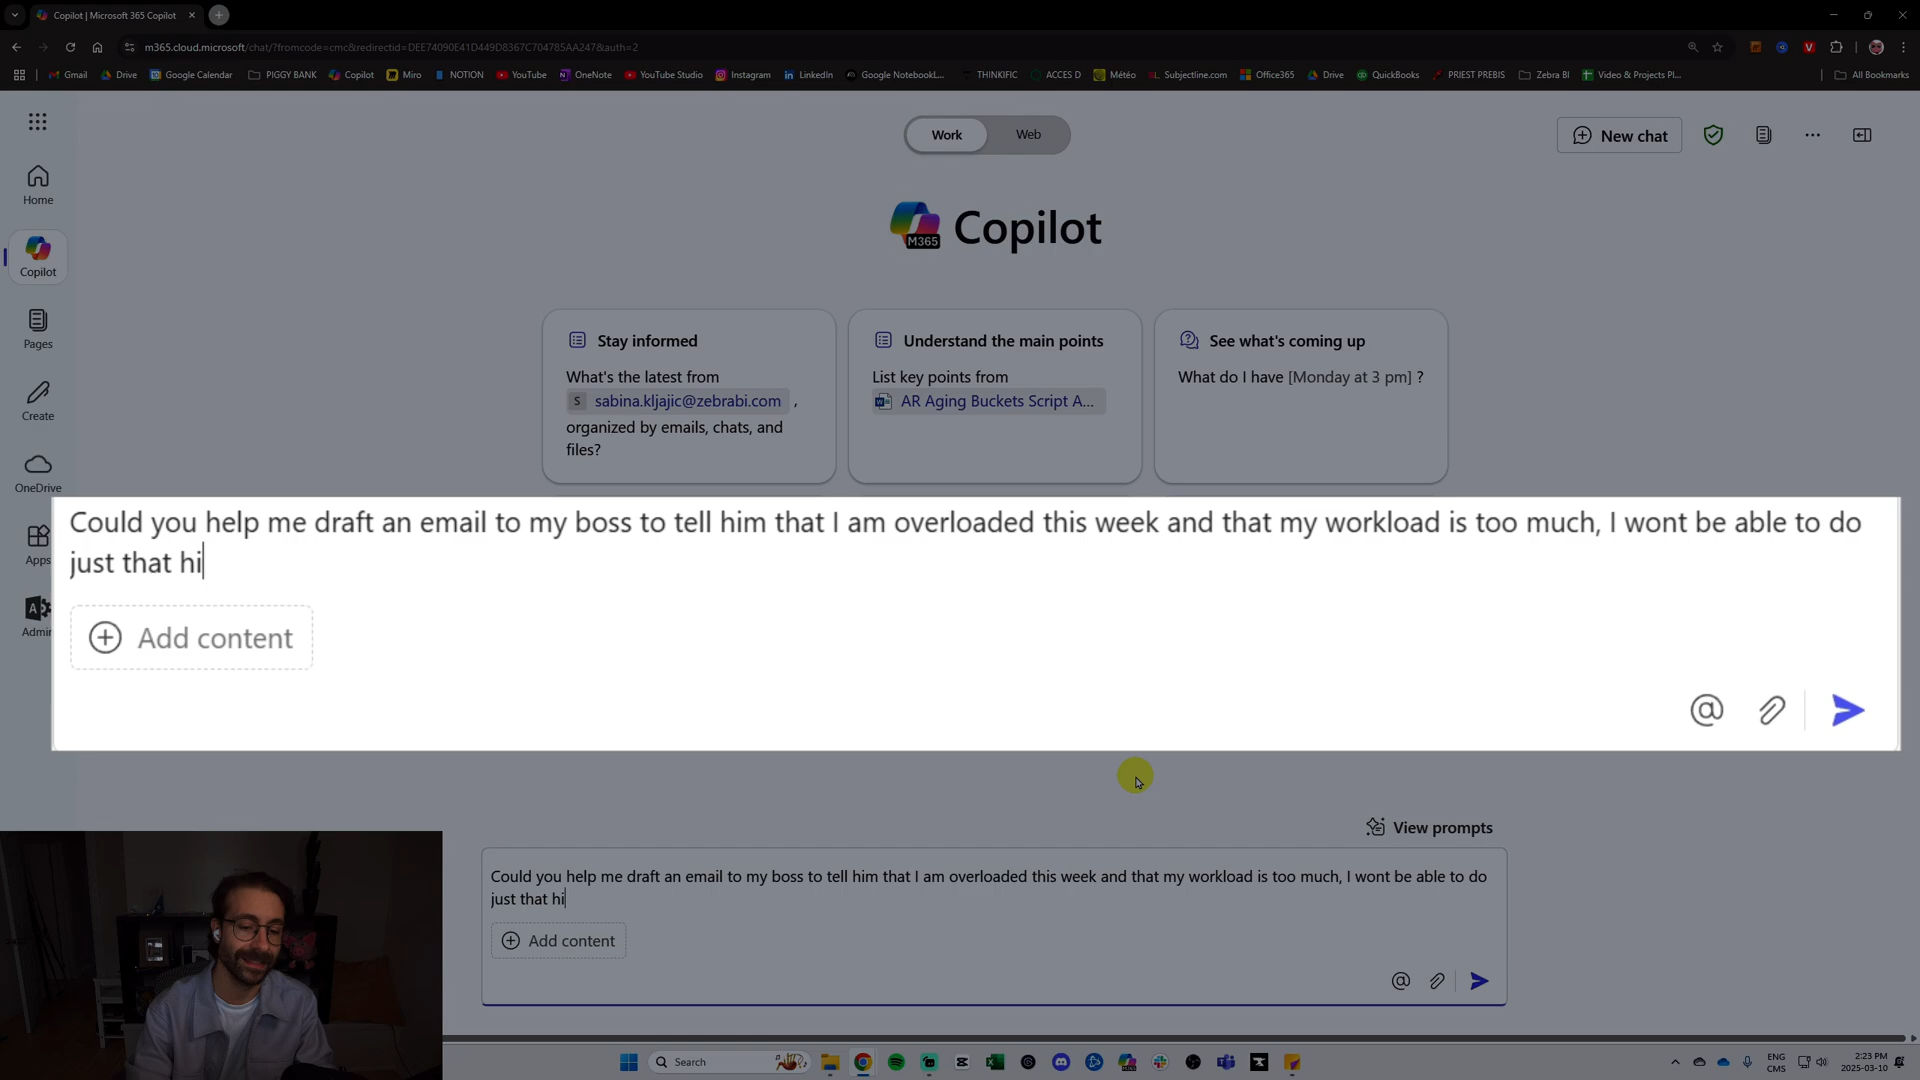 Copilot | Microsoft 365 Copilot
m365.cloud.microsoft/chat/?fromcode=cmc&redirectid=DEE74090E41D449D8367C704785AA247&auth=2
Gmail Drive Google Calendar PIGGY BANK Copilot Miro NOTION YouTube OneNote YouTube Studio Instagram LinkedIn Google NotebookL... THINKIFIC ACCES D Météo Subjectline.com Office365 Drive QuickBooks PRIEST PREBIS Zebra BI Video & Projects Pl... All Bookmarks
Work Web
New chat
Home
Copilot
Pages
Create
OneDrive
Apps
Admin
M365 Copilot
Stay informed
What's the latest from
S sabina.kljajic@zebrabi.com ,
organized by emails, chats, and
files?
Understand the main points
List key points from
AR Aging Buckets Script A...
See what's coming up
What do I have [Monday at 3 pm] ?
Could you help me draft an email to my boss to tell him that I am overloaded this week and that my workload is too much, I wont be able to do
just that hi
Add content
View prompts
Could you help me draft an email to my boss to tell him that I am overloaded this week and that my workload is too much, I wont be able to do
just that hi
Add content
Search
ENG
CMS
2:23 PM
2025-03-10